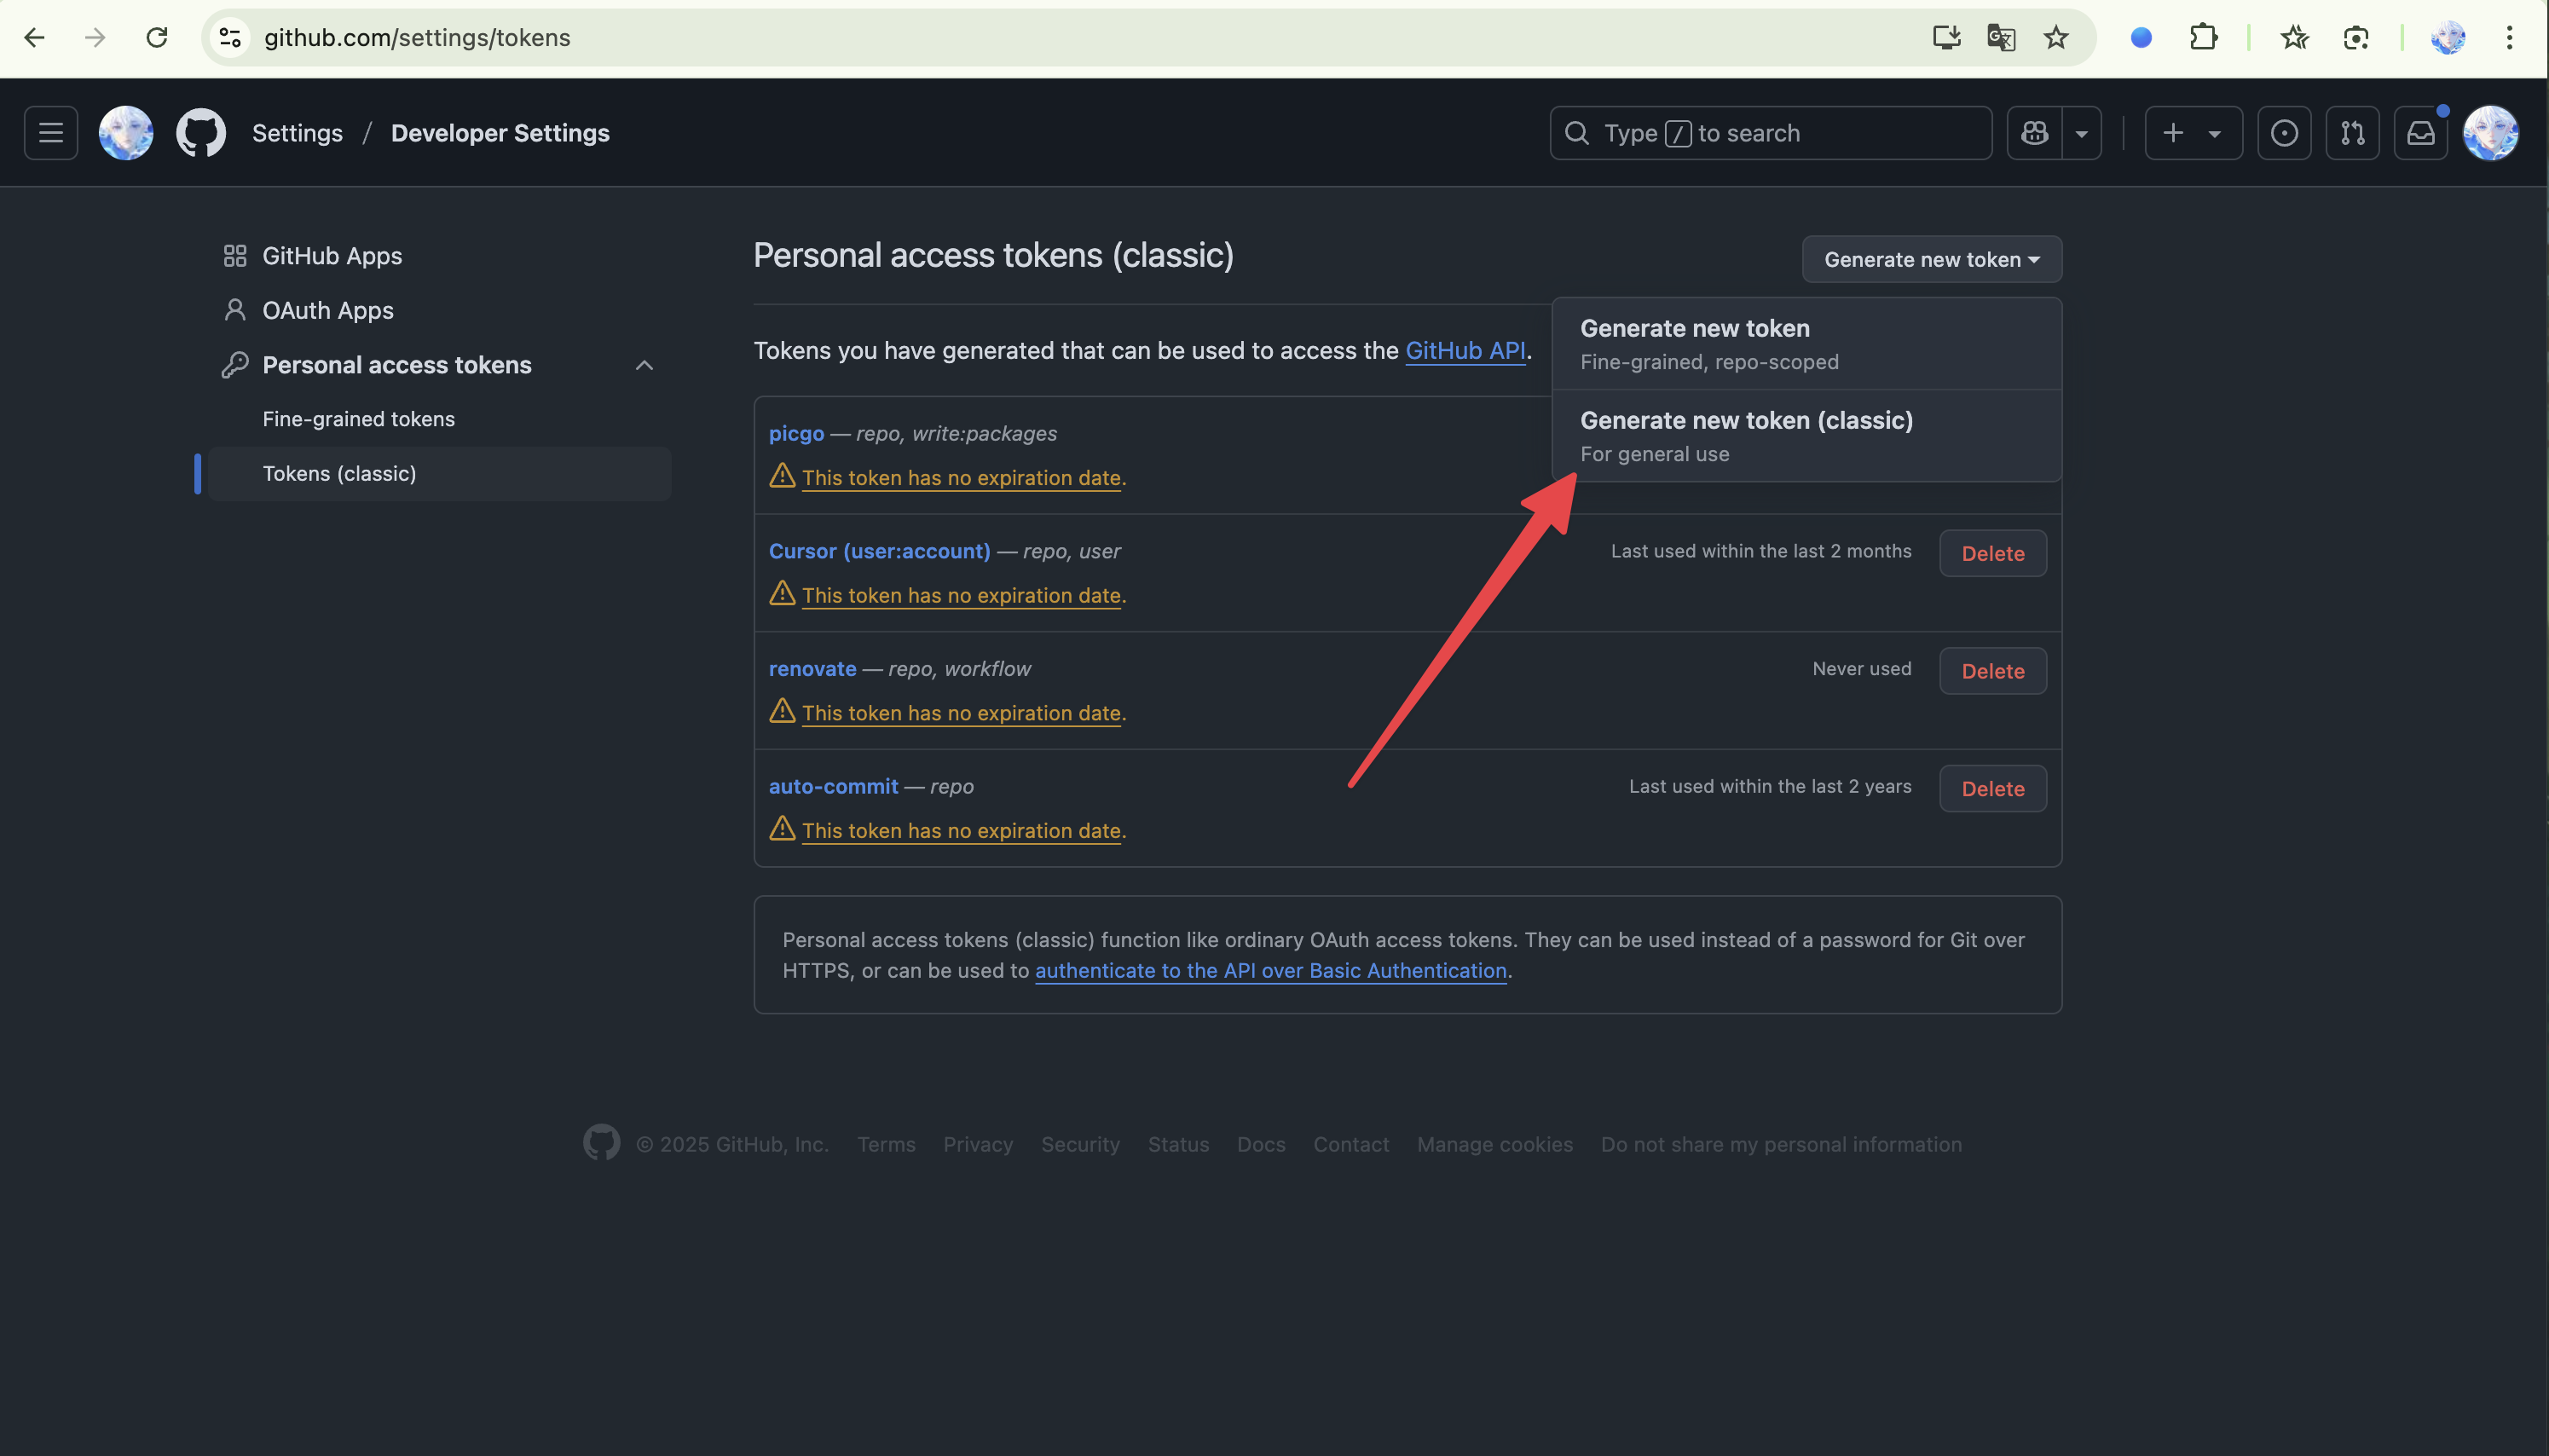 github.com/settings/tokens
Settings / Developer Settings
Type / to search
GitHub Apps
OAuth Apps
Personal access tokens
Fine-grained tokens
Tokens (classic)
Personal access tokens (classic)
Generate new token
Generate new token
Fine-grained, repo-scoped
Generate new token (classic)
For general use
Tokens you have generated that can be used to access the GitHub API.
picgo — repo, write:packages
This token has no expiration date.
Cursor (user:account) — repo, user
Last used within the last 2 months
Delete
This token has no expiration date.
renovate — repo, workflow
Never used
Delete
This token has no expiration date.
auto-commit — repo
Last used within the last 2 years
Delete
This token has no expiration date.
Personal access tokens (classic) function like ordinary OAuth access tokens. They can be used instead of a password for Git over
HTTPS, or can be used to authenticate to the API over Basic Authentication.
© 2025 GitHub, Inc. Terms Privacy Security Status Docs Contact Manage cookies Do not share my personal information